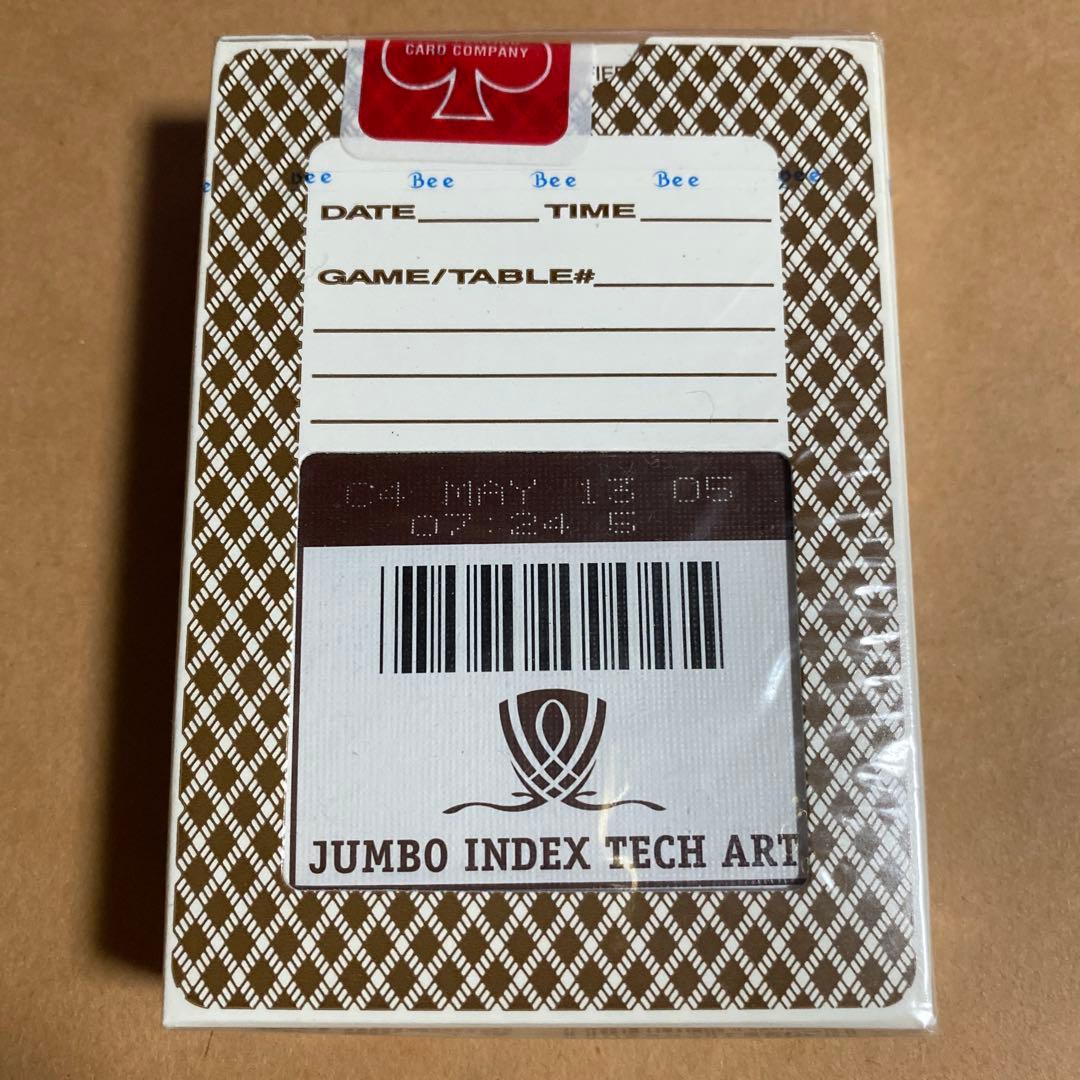 CARD COMPANY
Bee Bee Bee Bee Bee
DATE TIME
GAME/TABLE#
C4 MAY 13 05
07:24 E
JUMBO INDEX TECH ART